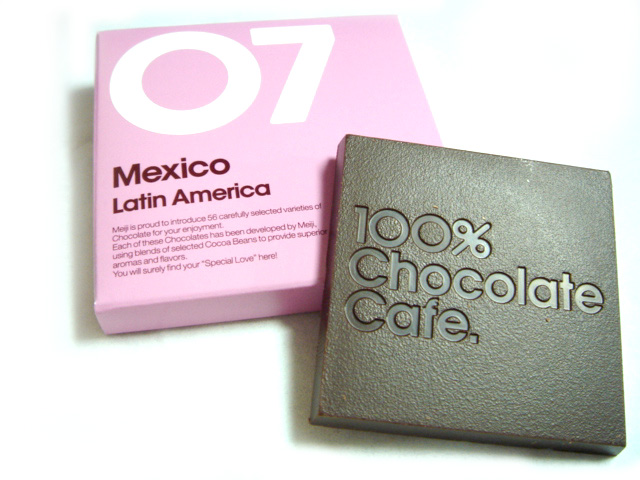 07
Mexico
Latin America
Meiji is proud to introduce 56 carefully selected varieties of
Chocolate for your enjoyment.
Each of these Chocolates has been developed by Meiji,
using blends of selected Cocoa Beans to provide superior
aromas and flavors.
You will surely find your "Special Love" here!
100%
Chocolate
Cafe.